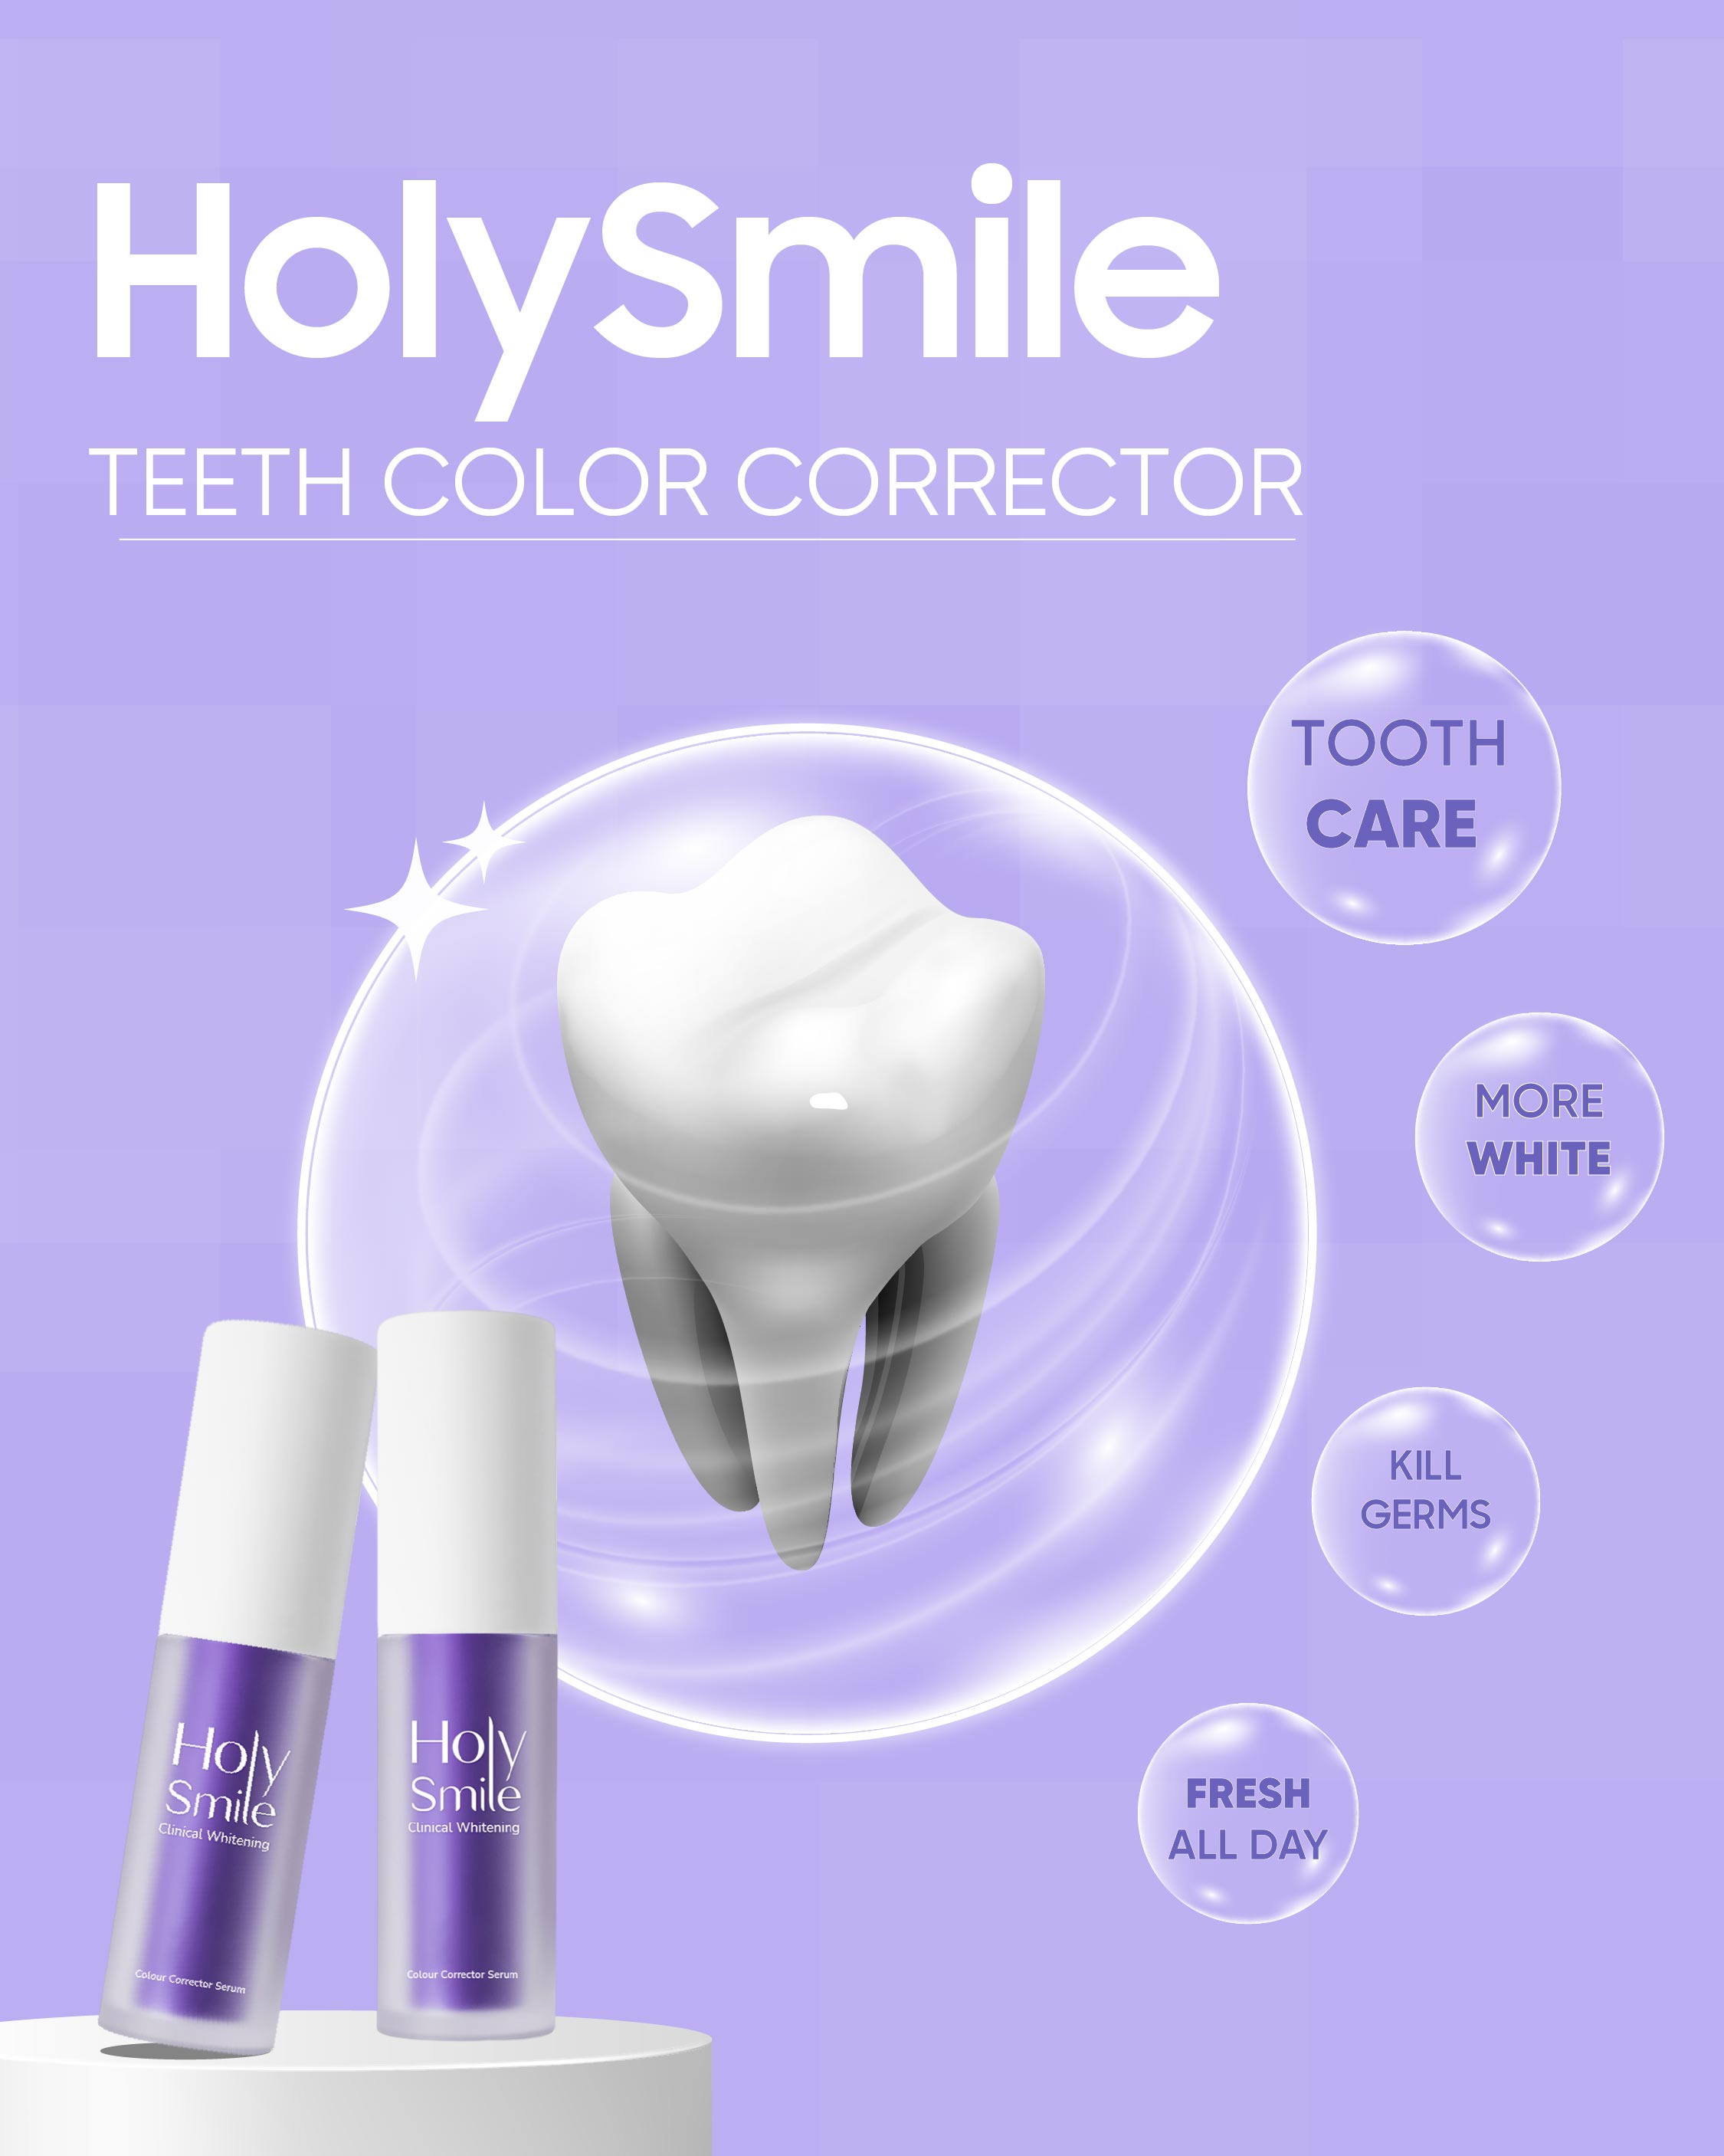 HolySmile
TEETH COLOR CORRECTOR
TOOTH
CARE
MORE
WHITE
KILL
GERMS
FRESH
ALL DAY
Holy
Smile
Clinical Whitening
Colour Corrector Serum
Holy
Smile
Clinical Whitening
Colour Corrector Serum